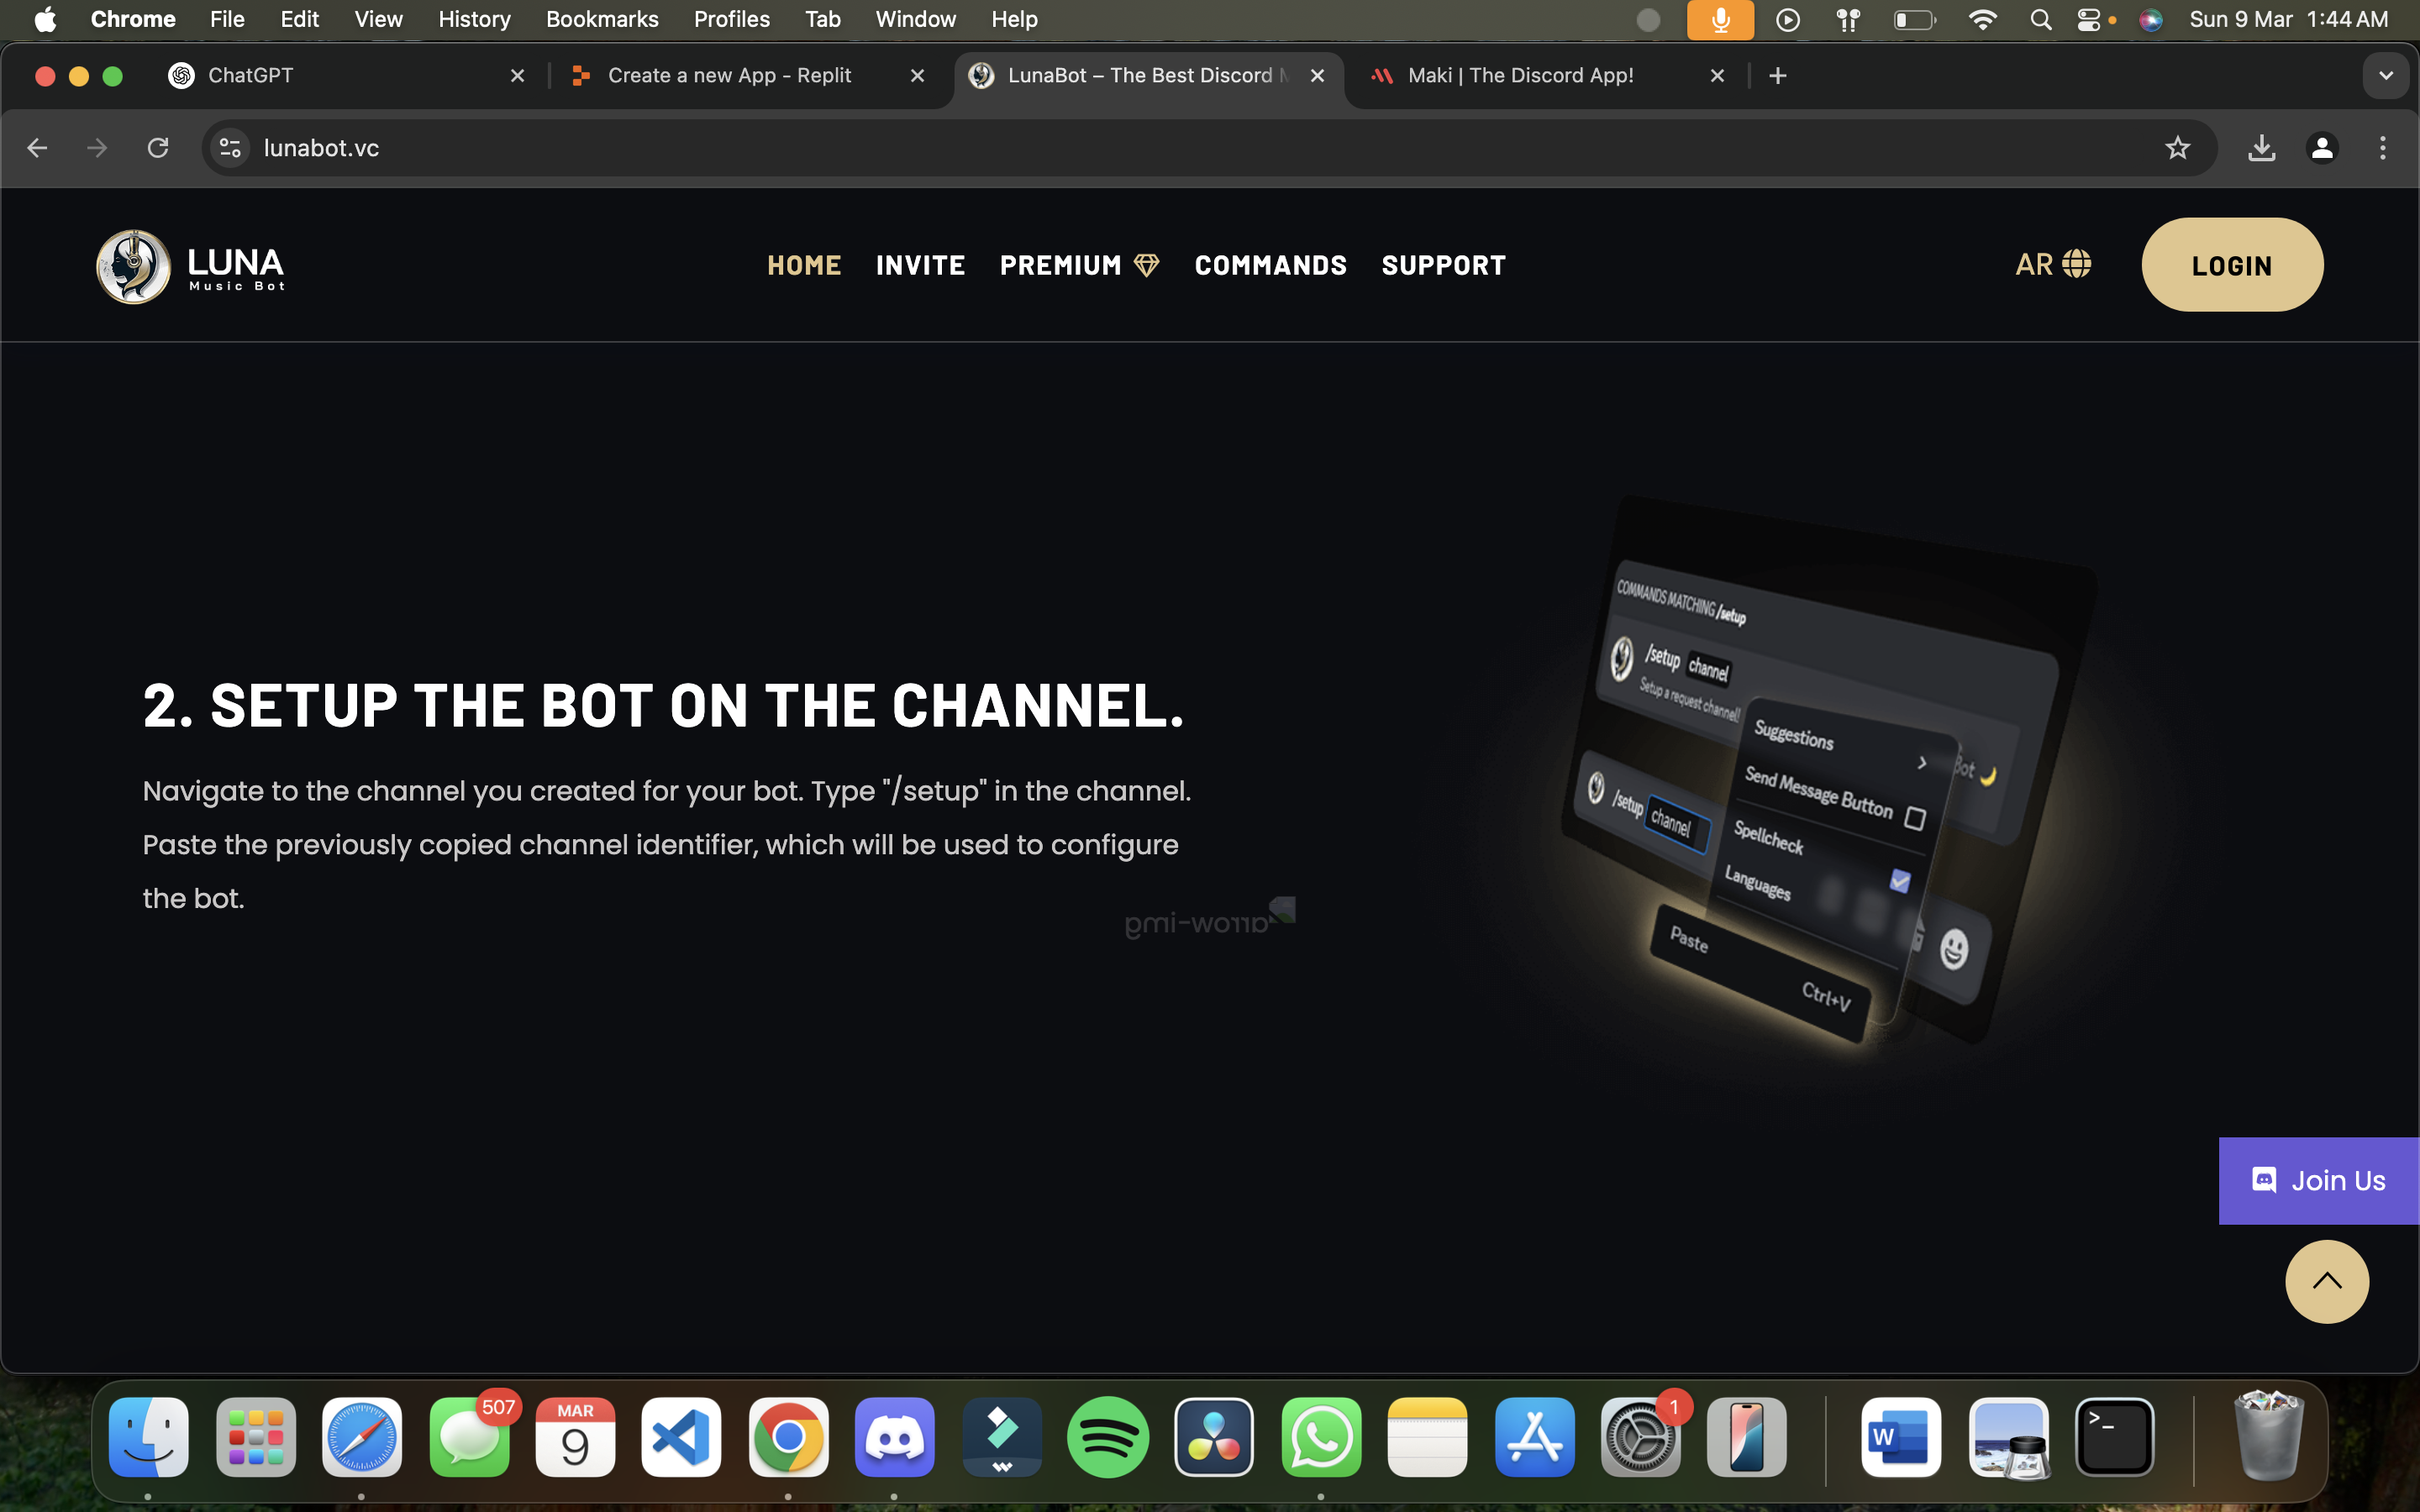 Chrome File Edit View History Bookmarks Profiles Tab Window Help Sun 9 Mar 1:44 AM
ChatGPT Create a new App - Replit LunaBot – The Best Discord Maki | The Discord App!
lunabot.vc
LUNA
Music Bot
HOME INVITE PREMIUM COMMANDS SUPPORT
AR LOGIN
2. SETUP THE BOT ON THE CHANNEL.
Navigate to the channel you created for your bot. Type "/setup" in the channel.
Paste the previously copied channel identifier, which will be used to configure
the bot.
arrow-img
COMMANDS MATCHING /setup
/setup channel
Setup a request channel!
Bot
/setup channel
Suggestions
Send Message Button
Spellcheck
Languages
Paste Ctrl+V
Join Us
507
MAR
9
1
W
>_